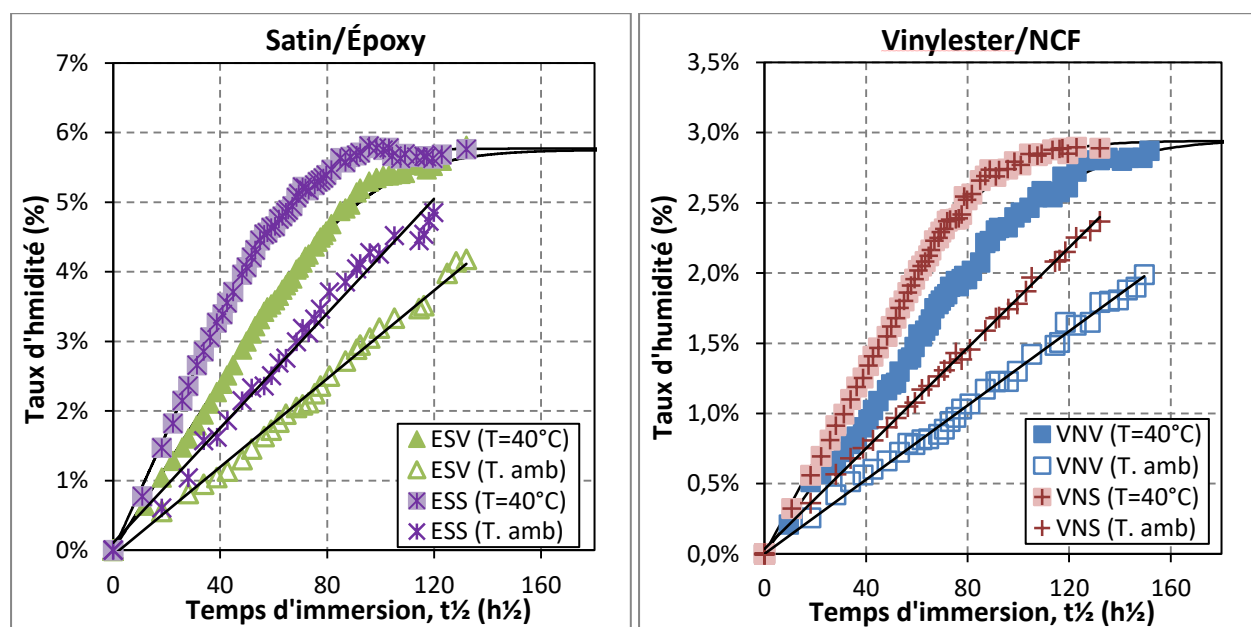 Satin/Époxy
7%
6%
5%
4%
3%
2%
1%
0%
Taux d'hmidité (%)
0
40
80
120
160
Temps d'immersion, t½ (h½)
ESV (T=40°C)
ESV (T. amb)
ESS (T=40°C)
ESS (T. amb)
Vinylester/NCF
3,5%
3,0%
2,5%
2,0%
1,5%
1,0%
0,5%
0,0%
Taux d'humidité (%)
0
40
80
120
160
Temps d'immersion, t½ (h½)
VNV (T=40°C)
VNV (T. amb)
VNS (T=40°C)
VNS (T. amb)